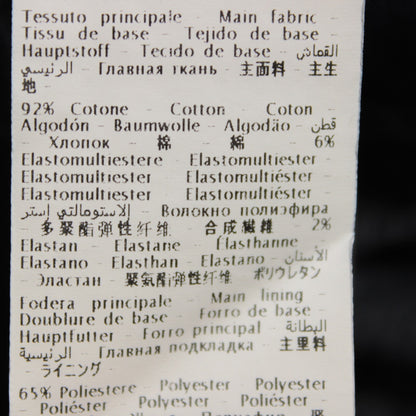 Tessuto principale - Main fabric -
Tissu de base - Tejido de base -
Hauptstoff - Tecido de base - القماش
الرئيسي - Главная ткань - 主面料 - 主生
地 -
92% Cotone - Cotton - Coton -
Algodón - Baumwolle - Algodão - قطن
- Хлопок - 棉 - 綿 - 6%
Elastomultiestere - Elastomultiester -
Elastomultiester - Elastomultiéster -
Elastomultiester - Elastomultiéster
- الاستومالتي إستر - Волокно полиэфира
- 多聚酯弹性纤维 - 合成繊維 2%
Elastan - Elastane - Elasthanne -
Elastano - Elasthan - Elastano - الأستان
- Эластан - 聚氨酯弹性纤维 ポリウレタン
Fodera principale - Main lining -
Doublure de base - Forro de base -
Hauptfutter - Forro principal - البطانة
الرئيسية - Главная подкладка - 主里料
- ライニング -
65% Poliestere - Polyester - Polyester
- Poliéster - Polyester -